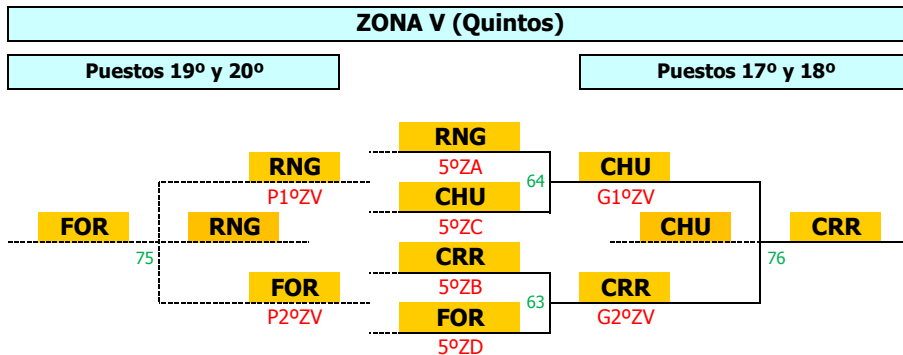 ZONA V (Quintos)
Puestos 19º y 20º Puestos 17º y 18º
RNG
RNG 5ºZA CHU
P1ºZV CHU 64 G1ºZV
FOR RNG 5ºZC CHU CRR
75 CRR 76
FOR 5ºZB CRR
P2ºZV FOR 63 G2ºZV
5ºZD